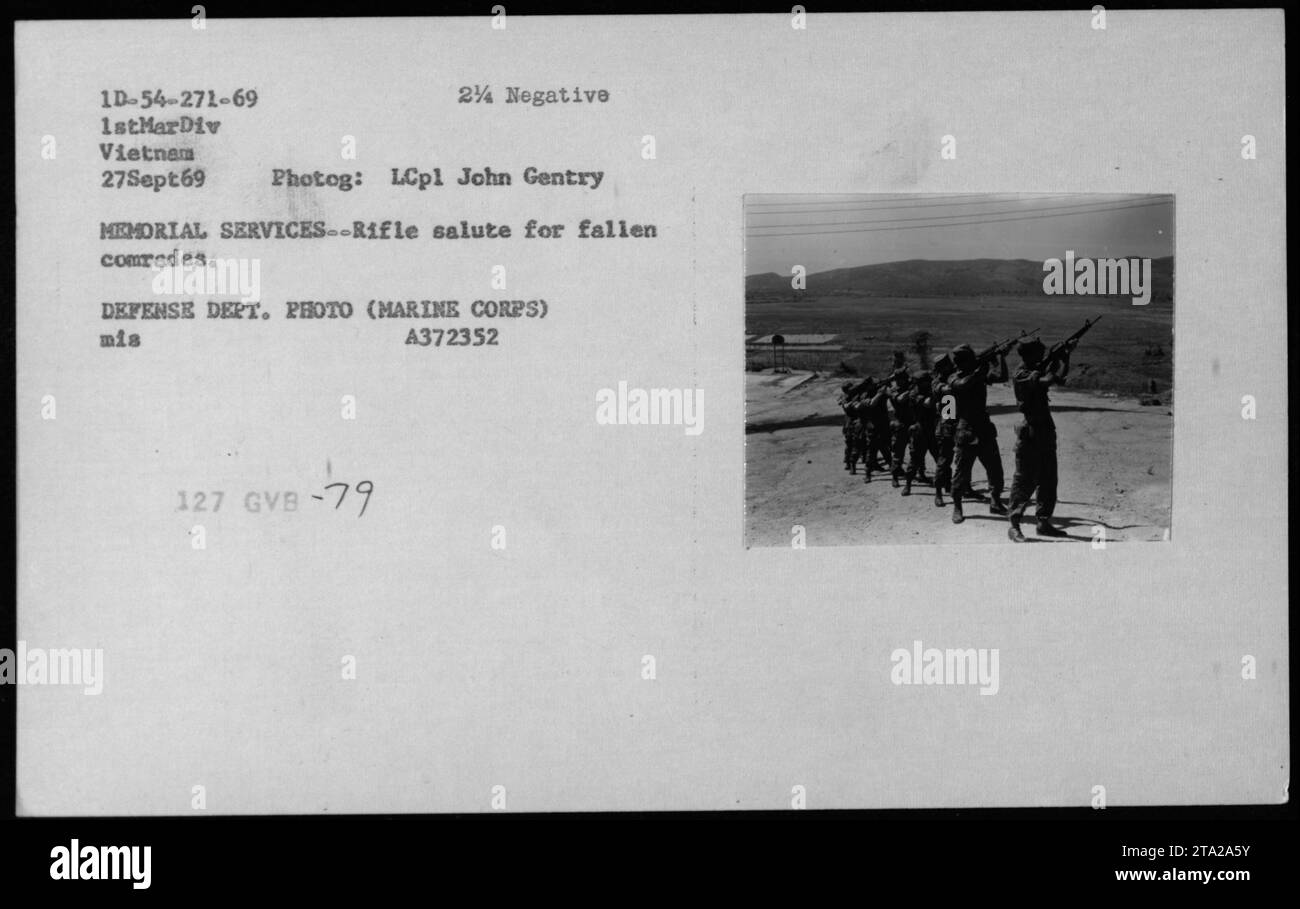 1D-54-271-69 2¼ Negative
1stMarDiv
Vietnam
27Sept69 Photog: LCpl John Gentry
MEMORIAL SERVICES--Rifle salute for fallen
comrades.
DEFENSE DEPT. PHOTO (MARINE CORPS)
mis A372352
127 GVB -79
alamy
alamy
alamy
alamy
a a a a a a
alamy
Image ID: 2TA2A5Y
www.alamy.com